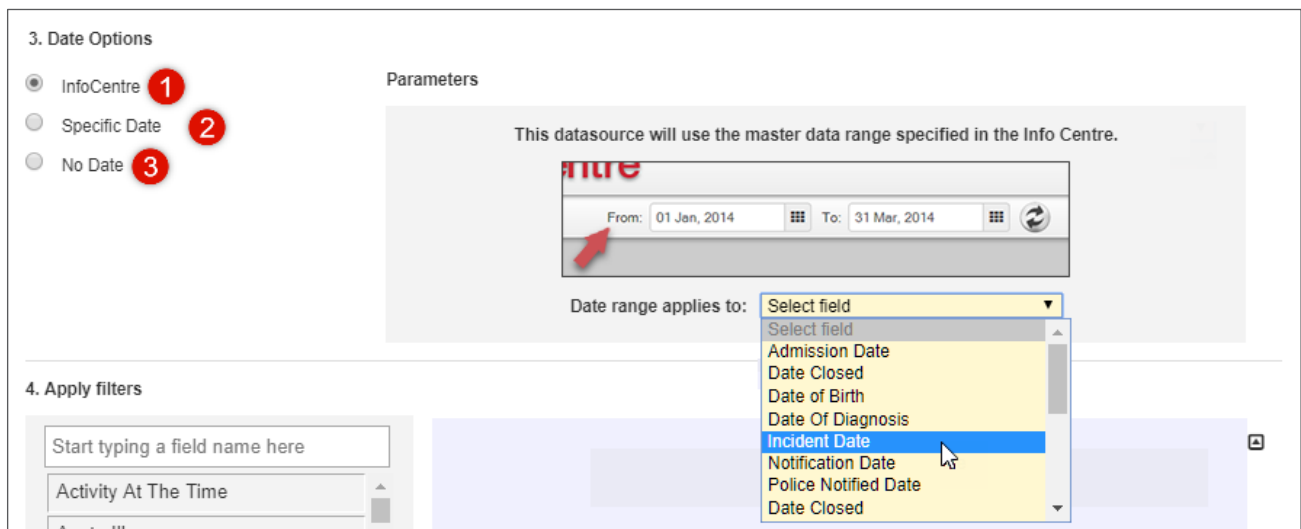 3. Date Options
InfoCentre 1
Specific Date 2
No Date 3
Parameters
This datasource will use the master data range specified in the Info Centre.
entre
From: 01 Jan, 2014 To: 31 Mar, 2014
Date range applies to: Select field
Select field
Admission Date
Date Closed
Date of Birth
Date Of Diagnosis
Incident Date
Notification Date
Police Notified Date
Date Closed
4. Apply filters
Start typing a field name here
Activity At The Time